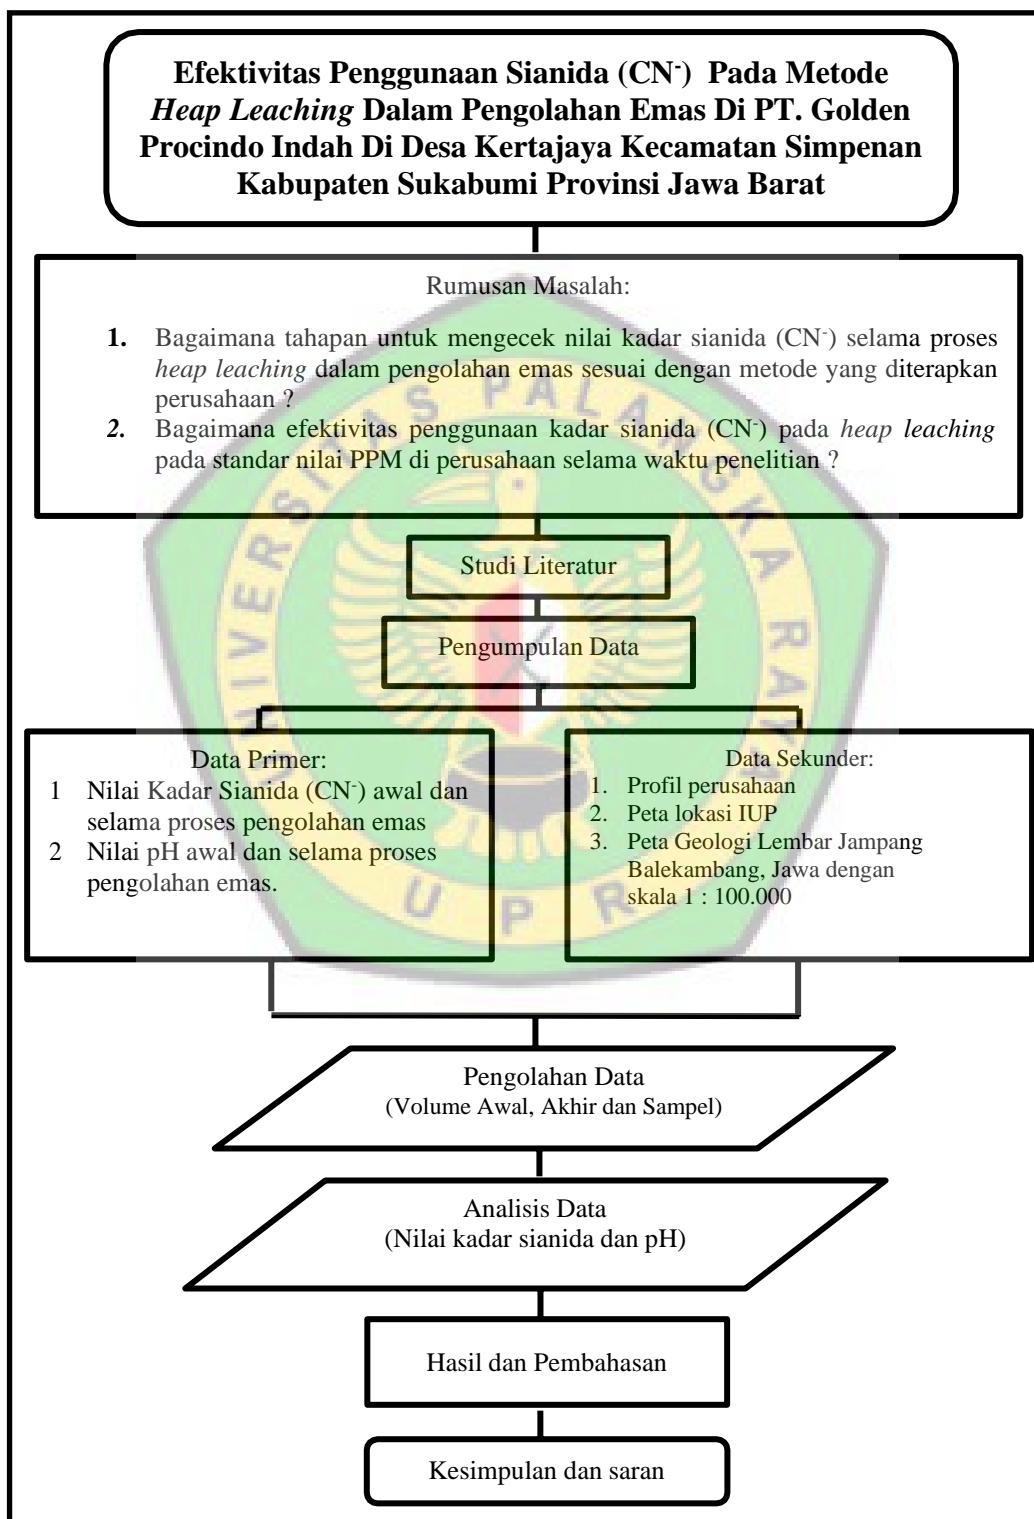 Efektivitas Penggunaan Sianida (CN⁻) Pada Metode
Heap Leaching Dalam Pengolahan Emas Di PT. Golden
Procindo Indah Di Desa Kertajaya Kecamatan Simpenan
Kabupaten Sukabumi Provinsi Jawa Barat
Rumusan Masalah:
1. Bagaimana tahapan untuk mengecek nilai kadar sianida (CN⁻) selama proses
heap leaching dalam pengolahan emas sesuai dengan metode yang diterapkan
perusahaan ?
2. Bagaimana efektivitas penggunaan kadar sianida (CN⁻) pada heap leaching
pada standar nilai PPM di perusahaan selama waktu penelitian ?
UNIVERSITAS PALANGKA RAYA
Studi Literatur
Pengumpulan Data
Data Primer:
1 Nilai Kadar Sianida (CN⁻) awal dan
selama proses pengolahan emas
2 Nilai pH awal dan selama proses
pengolahan emas.
Data Sekunder:
1. Profil perusahaan
2. Peta lokasi IUP
3. Peta Geologi Lembar Jampang
Balekambang, Jawa dengan
skala 1 : 100.000
U P R
Pengolahan Data
(Volume Awal, Akhir dan Sampel)
Analisis Data
(Nilai kadar sianida dan pH)
Hasil dan Pembahasan
Kesimpulan dan saran